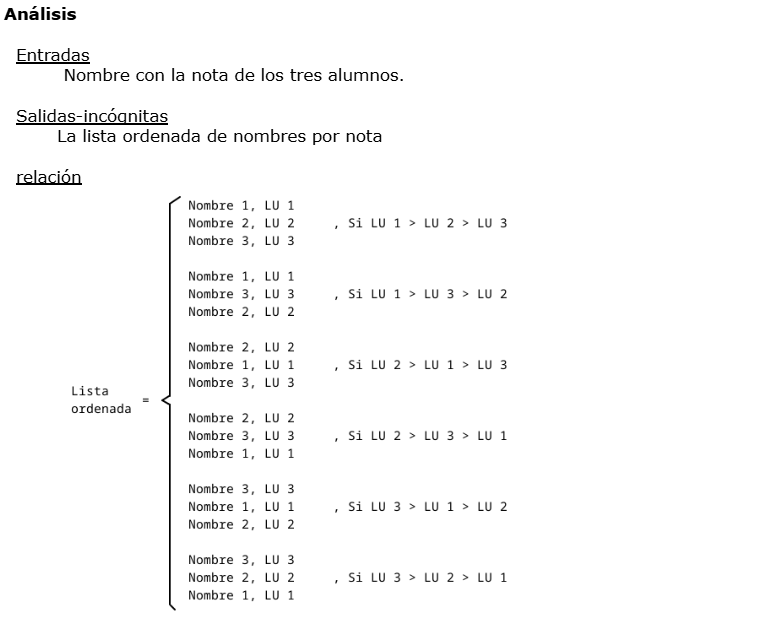 Análisis
Entradas
Nombre con la nota de los tres alumnos.
Salidas-incógnitas
La lista ordenada de nombres por nota
relación
Nombre 1, LU 1
Nombre 2, LU 2 , Si LU 1 > LU 2 > LU 3
Nombre 3, LU 3
Nombre 1, LU 1
Nombre 3, LU 3 , Si LU 1 > LU 3 > LU 2
Nombre 2, LU 2
Nombre 2, LU 2
Nombre 1, LU 1 , Si LU 2 > LU 1 > LU 3
Nombre 3, LU 3
Lista
ordenada =
Nombre 2, LU 2
Nombre 3, LU 3 , Si LU 2 > LU 3 > LU 1
Nombre 1, LU 1
Nombre 3, LU 3
Nombre 1, LU 1 , Si LU 3 > LU 1 > LU 2
Nombre 2, LU 2
Nombre 3, LU 3
Nombre 2, LU 2 , Si LU 3 > LU 2 > LU 1
Nombre 1, LU 1